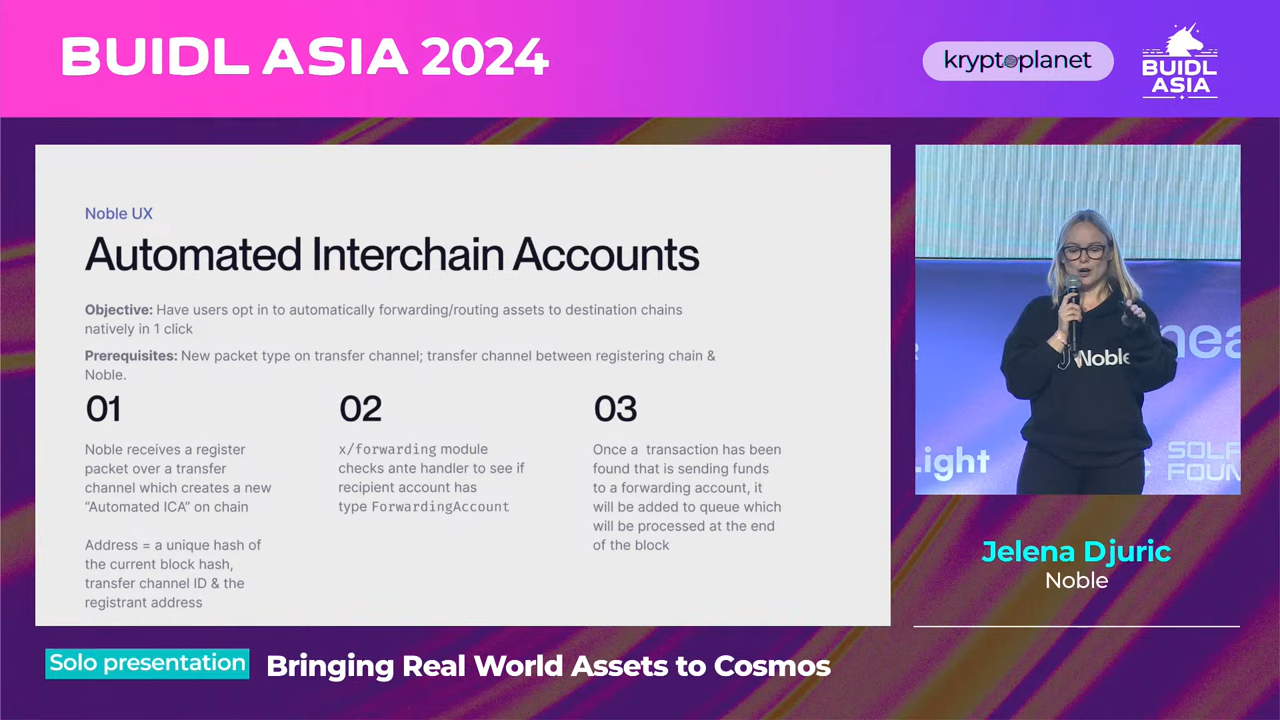 BUIDL ASIA 2024
kryptoplanet
BUIDL
ASIA
Noble UX
Automated Interchain Accounts
Objective: Have users opt in to automatically forwarding/routing assets to destination chains
natively in 1 click
Prerequisites: New packet type on transfer channel; transfer channel between registering chain &
Noble.
01
Noble receives a register
packet over a transfer
channel which creates a new
“Automated ICA” on chain
Address = a unique hash of
the current block hash,
transfer channel ID & the
registrant address
02
x/forwarding module
checks ante handler to see if
recipient account has
type ForwardingAccount
03
Once a transaction has been
found that is sending funds
to a forwarding account, it
will be added to queue which
will be processed at the end
of the block
Noble
Jelena Djuric
Noble
Solo presentation
Bringing Real World Assets to Cosmos